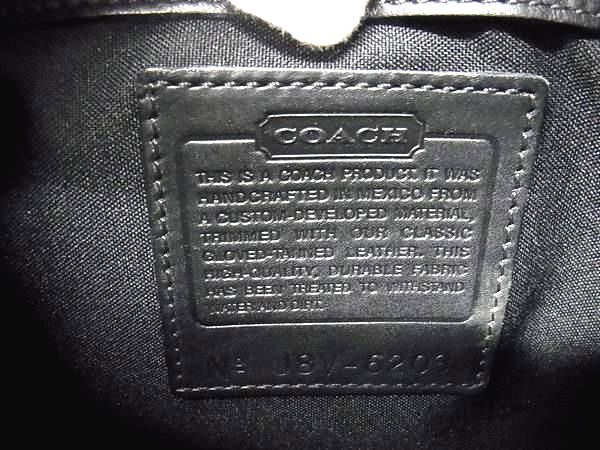 COACH
THIS IS A COACH PRODUCT. IT WAS
HANDCRAFTED IN MEXICO FROM
A CUSTOM-DEVELOPED MATERIAL,
TRIMMED WITH OUR CLASSIC
GLOVED-TANNED LEATHER. THIS
HIGH-QUALITY, DURABLE FABRIC
HAS BEEN TREATED TO WITHSTAND
WATER AND DIRT.
Nº J8V-6203